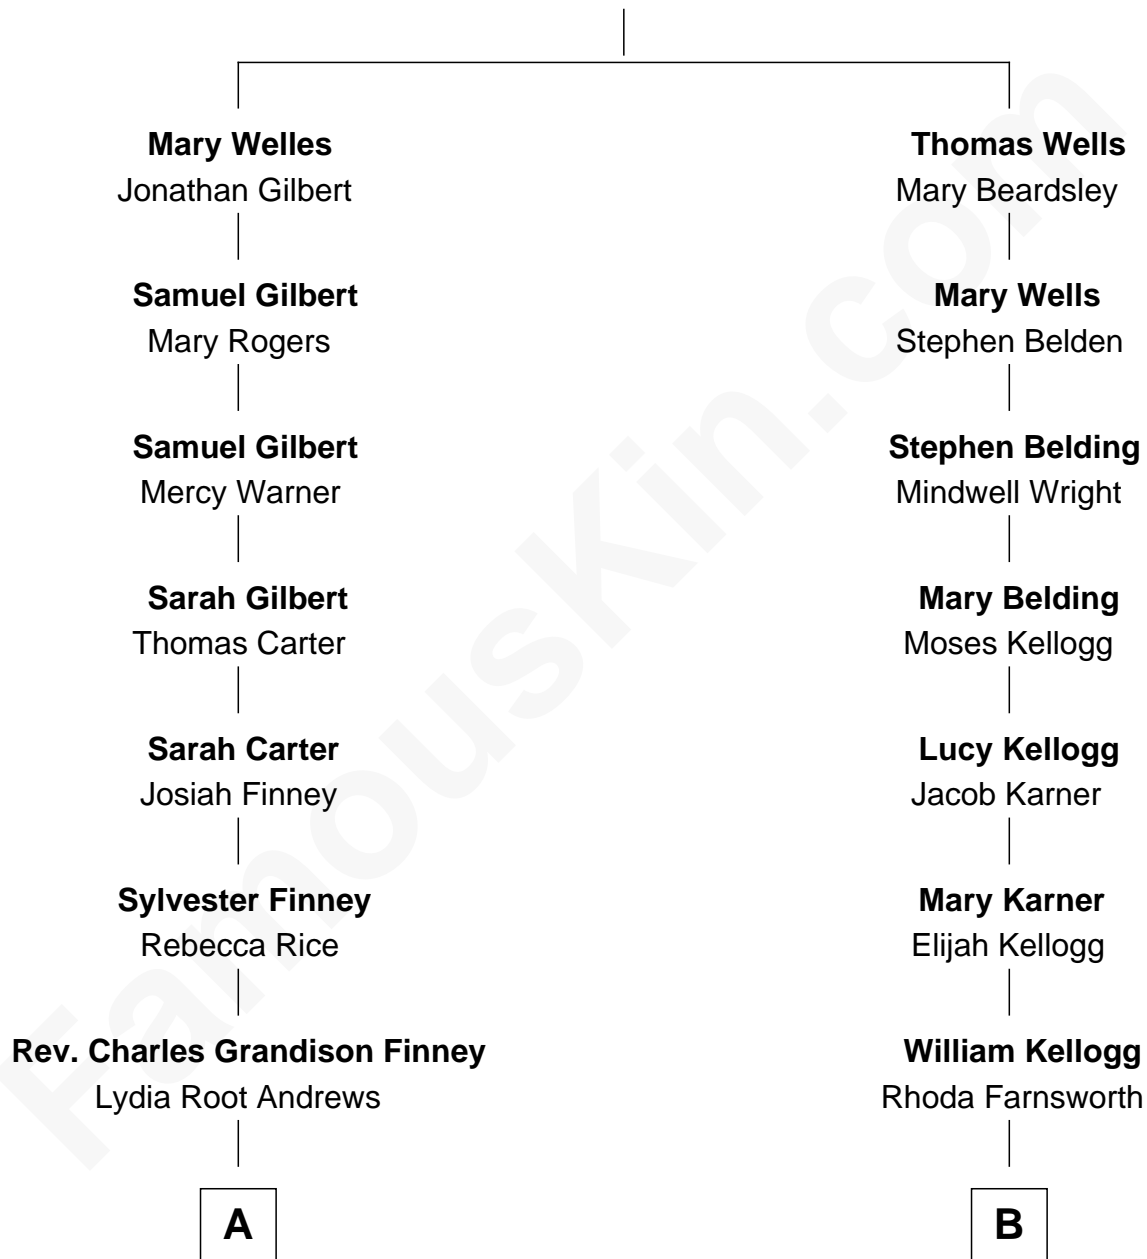 Mary Welles
Jonathan Gilbert
Samuel Gilbert
Mary Rogers
Samuel Gilbert
Mercy Warner
Sarah Gilbert
Thomas Carter
Sarah Carter
Josiah Finney
Sylvester Finney
Rebecca Rice
Rev. Charles Grandison Finney
Lydia Root Andrews
A
Thomas Wells
Mary Beardsley
Mary Wells
Stephen Belden
Stephen Belding
Mindwell Wright
Mary Belding
Moses Kellogg
Lucy Kellogg
Jacob Karner
Mary Karner
Elijah Kellogg
William Kellogg
Rhoda Farnsworth
B
FamousKin.com